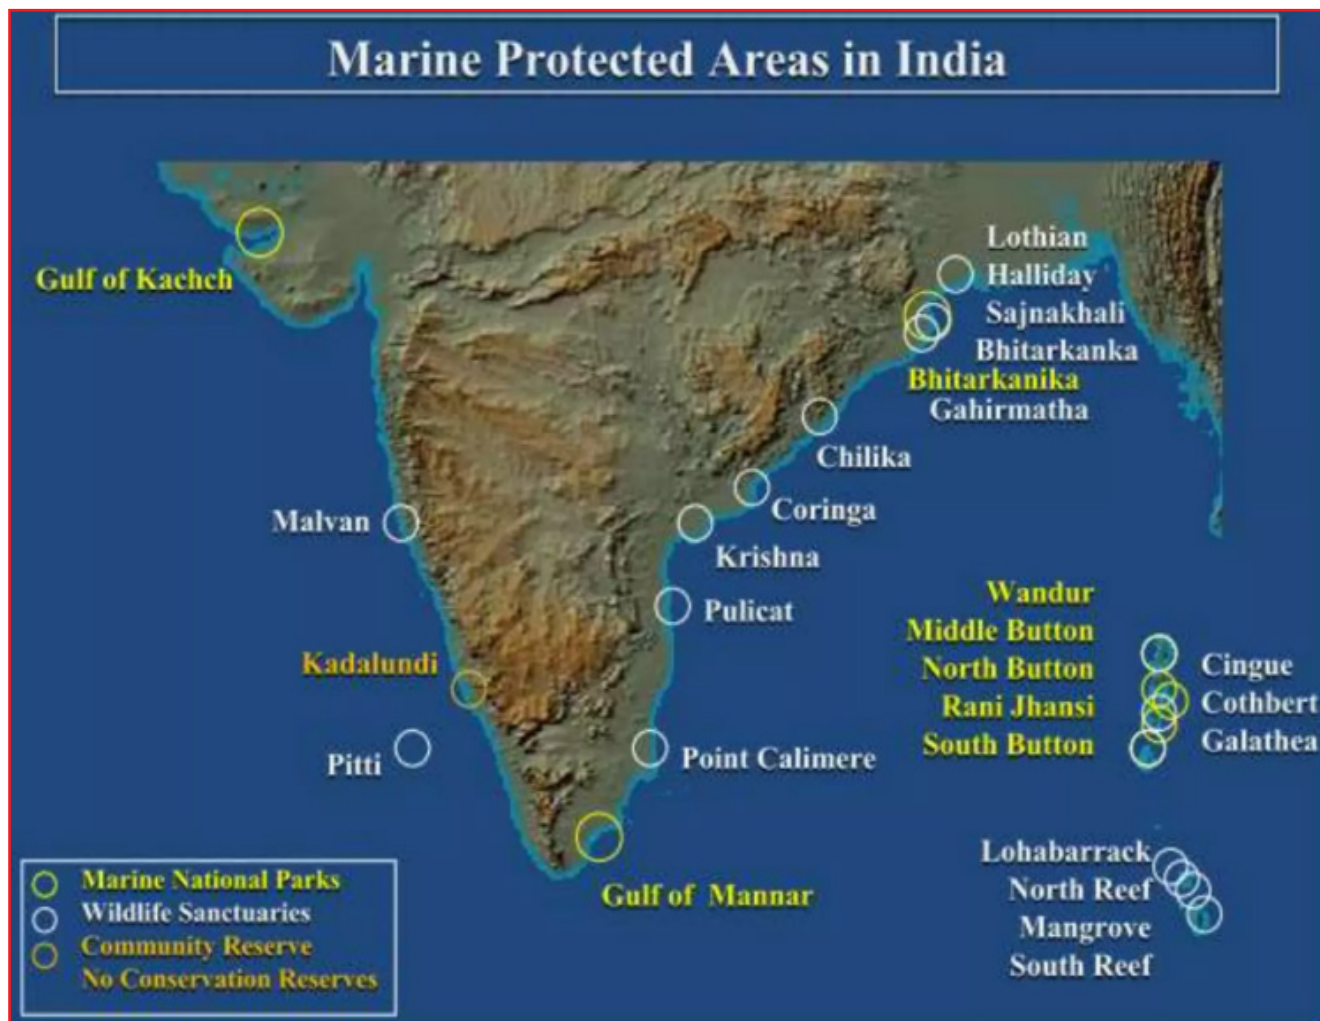 Marine Protected Areas in India
Lothian
Halliday
Gulf of Kachch
Sajnakhali
Bhitarkanka
Bhitarkanika
Gahirmatha
Chilika
Coringa
Malvan
Krishna
Wandur
Pulicat
Middle Button
Kadalundi
North Button
Cingue
Rani Jhansi
Cothbert
South Button
Galathea
Pitti
Point Calimere
Lohabarrack
Marine National Parks
North Reef
Gulf of Mannar
Wildlife Sanctuaries
Mangrove
Community Reserve
South Reef
No Conservation Reserves